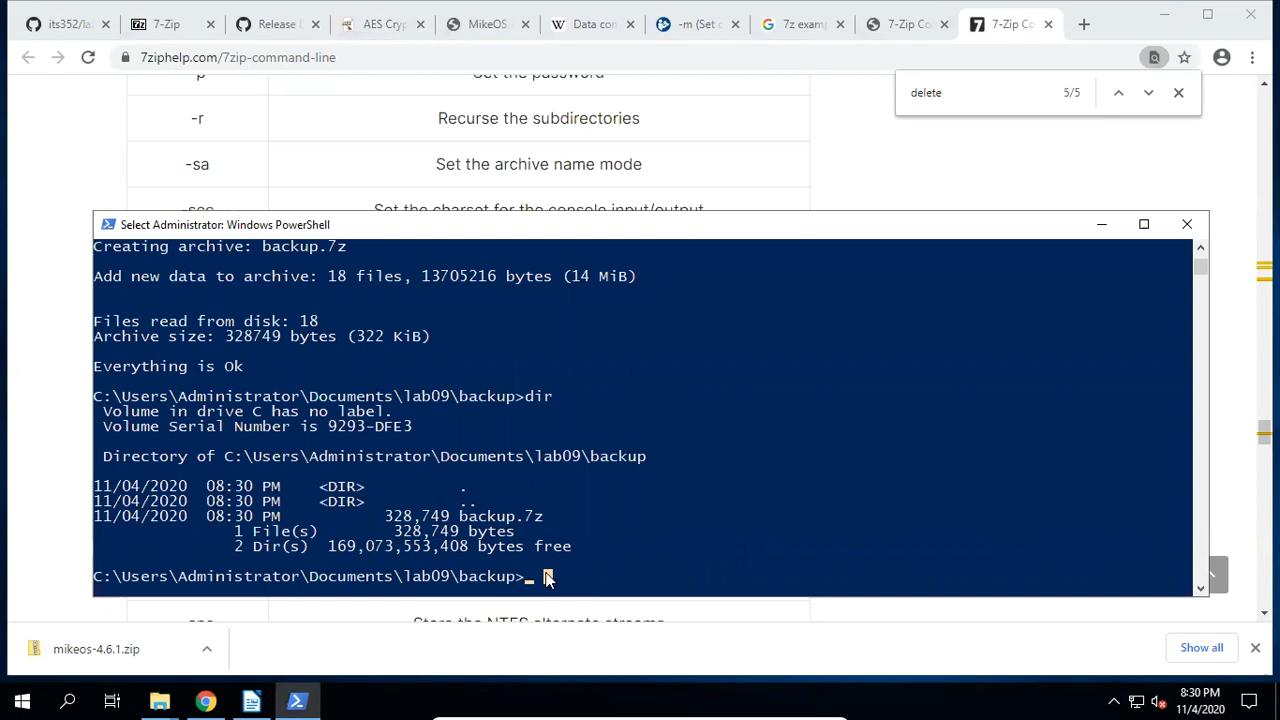 its352/la
7-Zip
Release
AES Cryp
MikeOS
Data con
-m (Set c
7z examp
7-Zip Co
7-Zip Co
7ziphelp.com/7zip-command-line
delete
5/5
-p
Set the password
-r
Recurse the subdirectories
-sa
Set the archive name mode
-scc
Set the charset for the console input/output
Select Administrator: Windows PowerShell
Creating archive: backup.7z
Add new data to archive: 18 files, 13705216 bytes (14 MiB)
Files read from disk: 18
Archive size: 328749 bytes (322 KiB)
Everything is Ok
C:\Users\Administrator\Documents\lab09\backup>dir
Volume in drive C has no label.
Volume Serial Number is 9293-DFE3
Directory of C:\Users\Administrator\Documents\lab09\backup
11/04/2020 08:30 PM <DIR> .
11/04/2020 08:30 PM <DIR> ..
11/04/2020 08:30 PM 328,749 backup.7z
1 File(s) 328,749 bytes
2 Dir(s) 169,073,553,408 bytes free
C:\Users\Administrator\Documents\lab09\backup>_
Store the NTFS alternate streams
mikeos-4.6.1.zip
Show all
8:30 PM
11/4/2020